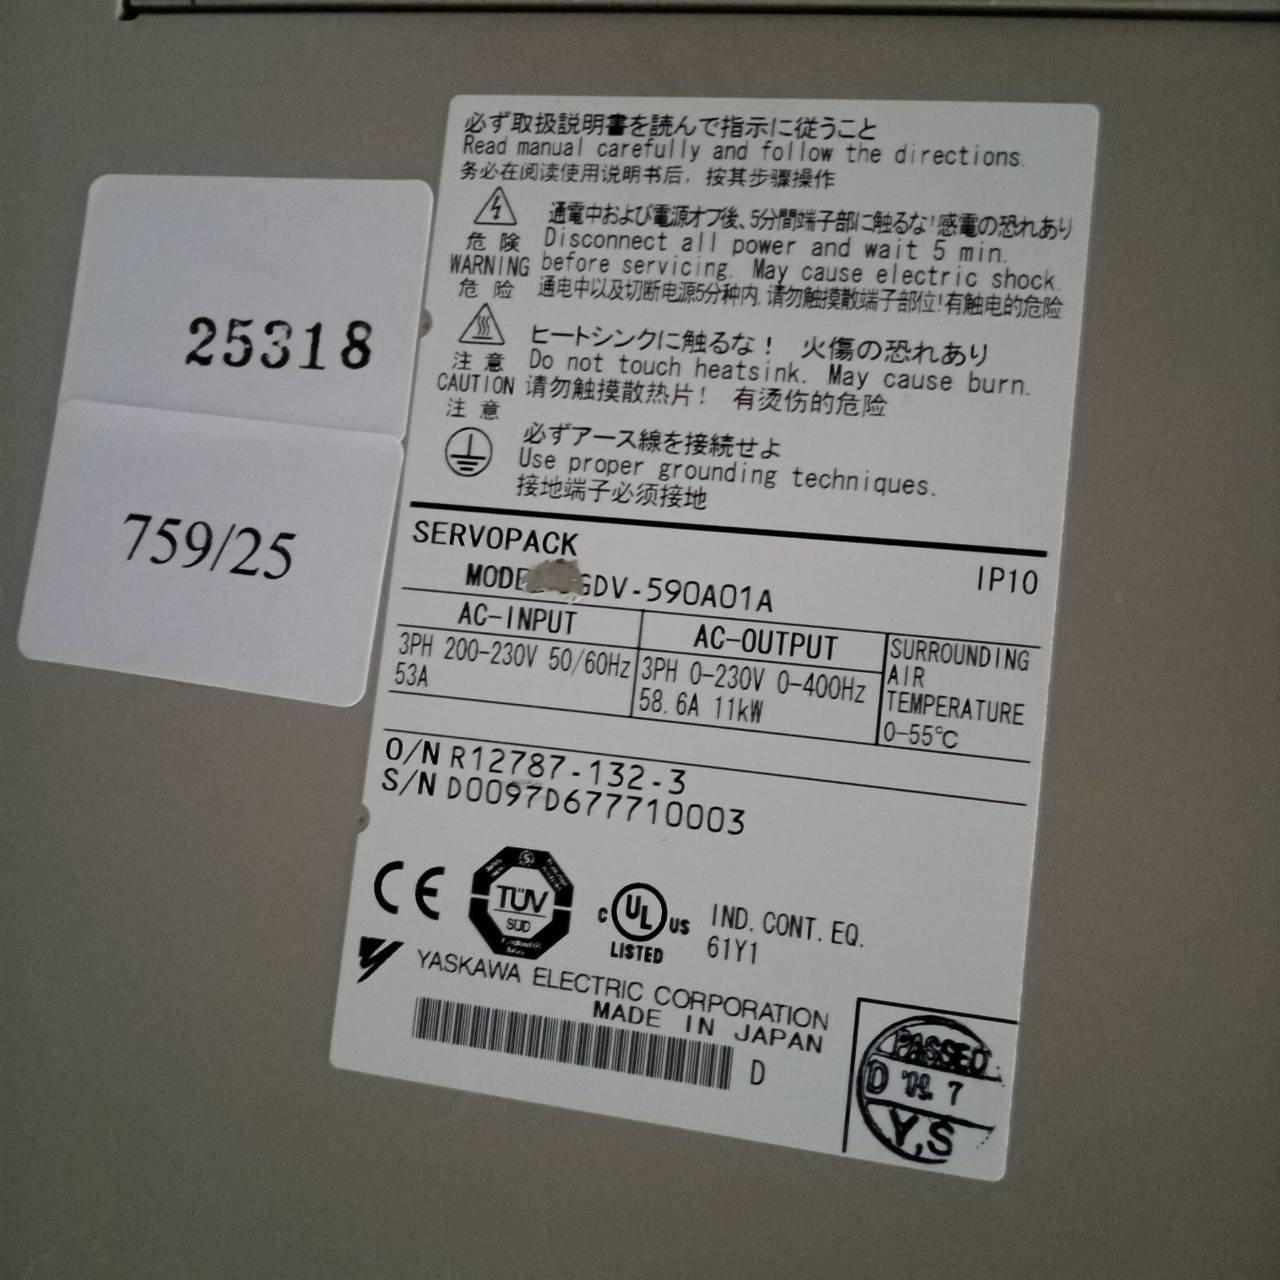 必ず取扱説明書を読んで指示に従うこと
Read manual carefully and follow the directions.
务必在阅读使用说明书后，按其步骤操作
通電中および電源オフ後、5分間端子部に触るな!感電の恐れあり
危険
Disconnect all power and wait 5 min.
WARNING before servicing. May cause electric shock.
危险
通电中以及切断电源5分种内,请勿触摸散端子部位!有触电的危险
ヒートシンクに触るな! 火傷の恐れあり
注意
Do not touch heatsink. May cause burn.
CAUTION 请勿触摸散热片! 有烫伤的危险
注意
必ずアース線を接続せよ
Use proper grounding techniques.
接地端子必须接地
25318
759/25
SERVOPACK
IP10
GDV-590A01A
AC-INPUT
3PH 200-230V 50/60Hz
53A
AC-OUTPUT
3PH 0-230V 0-400Hz
58.6A 11kW
SURROUNDING
AIR
TEMPERATURE
0-55℃
O/N R12787-132-3
S/N D0097D677710003
CE
TÜV
SÜD
C UL US
LISTED
IND. CONT. EQ.
61Y1
YASKAWA ELECTRIC CORPORATION
MADE IN JAPAN
D
PASSED
D '09. 7
Y,S